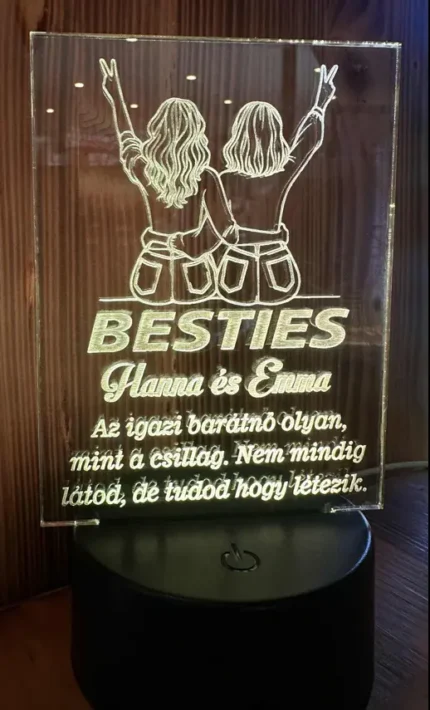 BESTIES
Hanna és Emma
Az igazi barátnő olyan,
mint a csillag. Nem mindig
látod, de tudod hogy létezik.